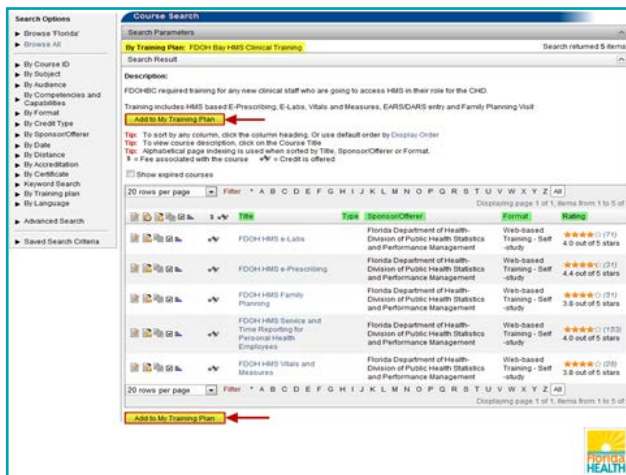 Search Options
Browse 'Florida'
Browse All
By Course ID
By Subject
By Audience
By Competencies and
Capabilities
By Format
By Credit Type
By Sponsor/Offerer
By Date
By Distance
By Accreditation
By Certificate
Keyword Search
By Training plan
By Language
Advanced Search
Saved Search Criteria
Course Search
Search Parameters
By Training Plan: FDOH Bay HMS Clinical Training
Search returned 5 items
Search Result
Description:
FDOHBC required training for any new clinical staff who are going to access HMS in their role for the CHD.
Training includes HMS based E-Prescribing, E-Labs, Vitals and Measures, EARS/DARS entry and Family Planning Visit
Add to My Training Plan
Tip: To sort by any column, click the column heading. Or use default order by Display Order
Tip: To view course description, click on the Course Title
Tip: Alphabetical page indexing is used when sorted by Title, Sponsor/Offerer or Format.
$ = Fee associated with the course = Credit is offered
Show expired courses
20 rows per page Filter * A B C D E F G H I J K L M N O P Q R S T U V W X Y Z All
Displaying page 1 of 1, items from 1 to 5 of
$ Title Type Sponsor/Offerer Format Rating
FDOH HMS e-Labs
Florida Department of Health-
Division of Public Health Statistics
and Performance Management
Web-based
Training - Self
-study
(71)
4.0 out of 5 stars
FDOH HMS e-Prescribing
Florida Department of Health-
Division of Public Health Statistics
and Performance Management
Web-based
Training - Self
-study
(31)
4.4 out of 5 stars
FDOH HMS Family
Planning
Florida Department of Health-
Division of Public Health Statistics
and Performance Management
Web-based
Training - Self
-study
(51)
3.8 out of 5 stars
FDOH HMS Service and
Time Reporting for
Personal Health
Employees
Florida Department of Health-
Division of Public Health Statistics
and Performance Management
Web-based
Training - Self
-study
(153)
4.0 out of 5 stars
FDOH HMS Vitals and
Measures
Florida Department of Health-
Division of Public Health Statistics
and Performance Management
Web-based
Training - Self
-study
(28)
3.8 out of 5 stars
20 rows per page Filter * A B C D E F G H I J K L M N O P Q R S T U V W X Y Z All
Displaying page 1 of 1, items from 1 to 5 of
Add to My Training Plan
Florida
HEALTH